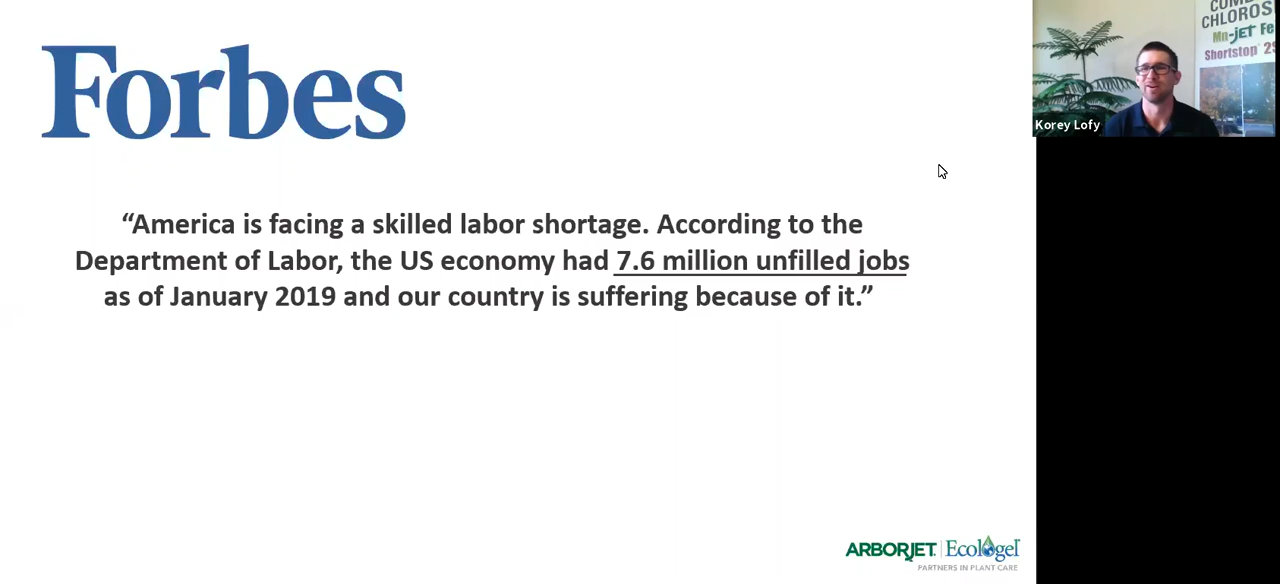 Forbes
“America is facing a skilled labor shortage. According to the
Department of Labor, the US economy had 7.6 million unfilled jobs
as of January 2019 and our country is suffering because of it.”
CHLOROS
Mn-jet Fe
Shortstop 2S
Korey Lofy
ARBORJET | Ecologel
PARTNERS IN PLANT CARE